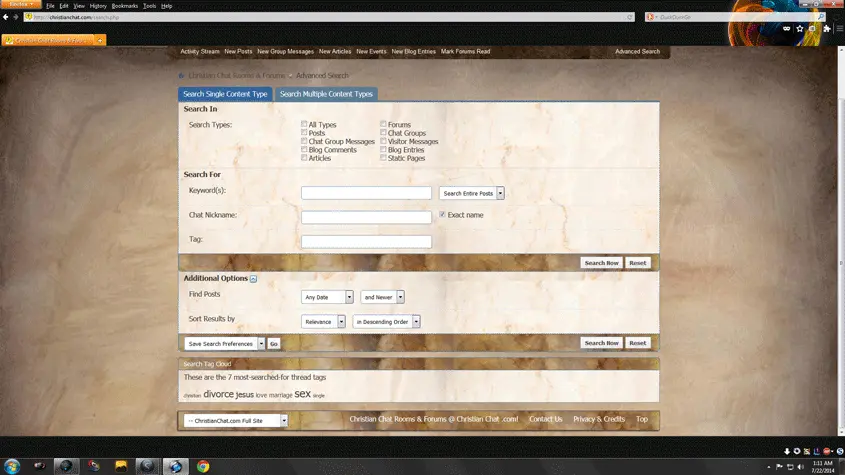 Firefox
File Edit View History Bookmarks Tools Help
http://christianchat.com/search.php
Christian Chat Rooms & Forums
Activity Stream New Posts New Group Messages New Articles New Events New Blog Entries Mark Forums Read Advanced Search
Christian Chat Rooms & Forums Advanced Search
Search Single Content Type Search Multiple Content Types
Search In
Search Types: All Types Forums
Posts Chat Groups
Chat Group Messages Visitor Messages
Blog Comments Blog Entries
Articles Static Pages
Search For
Keyword(s): Search Entire Posts
Chat Nickname: Exact name
Tag:
Search Now Reset
Additional Options
Find Posts Any Date and Newer
Sort Results by Relevance in Descending Order
Save Search Preferences Go Search Now Reset
Search Tag Cloud
These are the 7 most-searched-for thread tags
christian divorce jesus love marriage sex single
-- ChristianChat.com Full Site Christian Chat Rooms & Forums @ Christian Chat .com! Contact Us Privacy & Credits Top
1:11 AM
7/22/2014